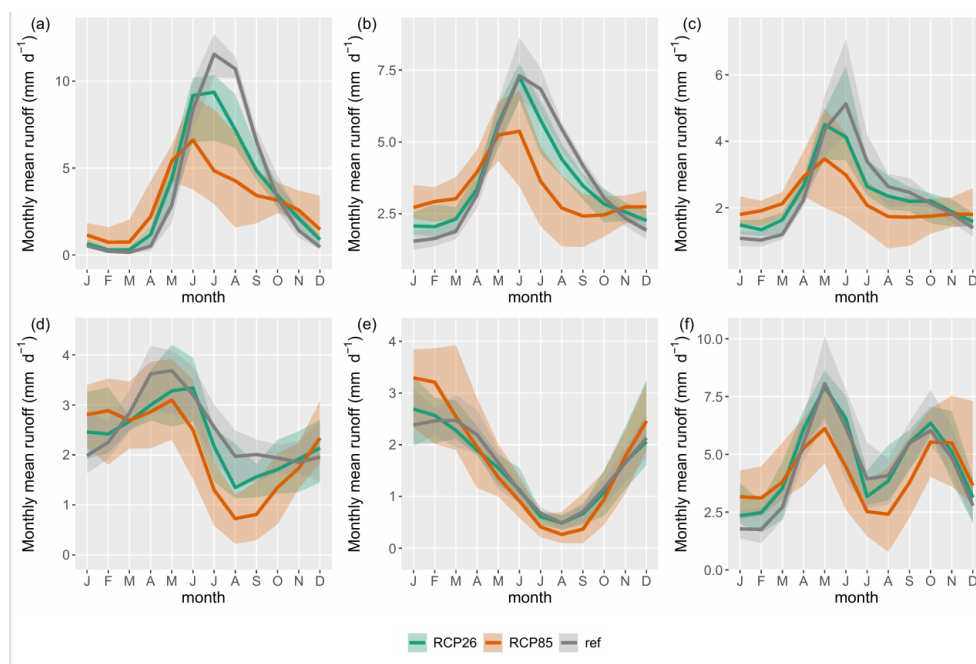 (a) (b) (c)
Monthly mean runoff (mm d⁻¹) Monthly mean runoff (mm d⁻¹) Monthly mean runoff (mm d⁻¹)
10 7.5 6
5 5.0 4
0 2.5 2
J F M A M J J A S O N D J F M A M J J A S O N D J F M A M J J A S O N D
month month month
(d) (e) (f)
Monthly mean runoff (mm d⁻¹) Monthly mean runoff (mm d⁻¹) Monthly mean runoff (mm d⁻¹)
4 4 10.0
3 3 7.5
2 2 5.0
1 1 2.5
0 0 0.0
J F M A M J J A S O N D J F M A M J J A S O N D J F M A M J J A S O N D
month month month
RCP26 RCP85 ref